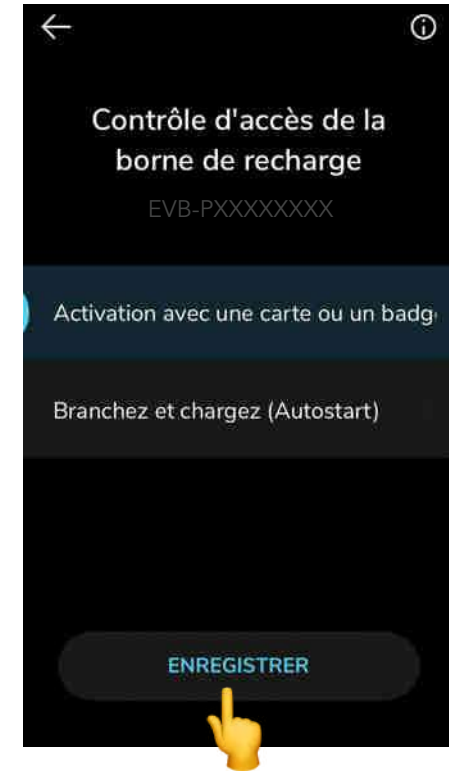 Contrôle d'accès de la
borne de recharge
EVB-PXXXXXXXX
Activation avec une carte ou un badg
Branchez et chargez (Autostart)
ENREGISTRER